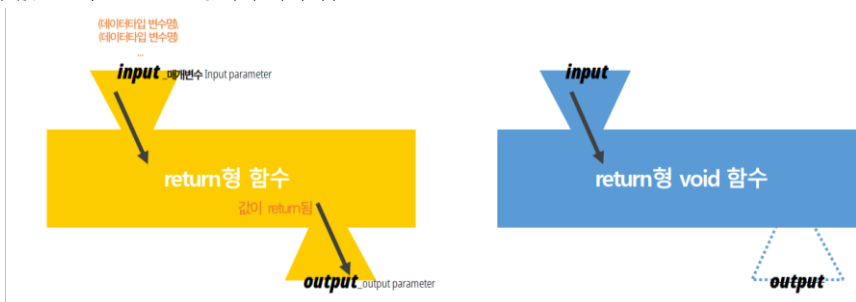 (데이터타입 변수명),
(데이터타입 변수명)
...
input _매개변수 Input parameter
return형 함수
값이 return됨
output_output parameter
input
return형 void 함수
output